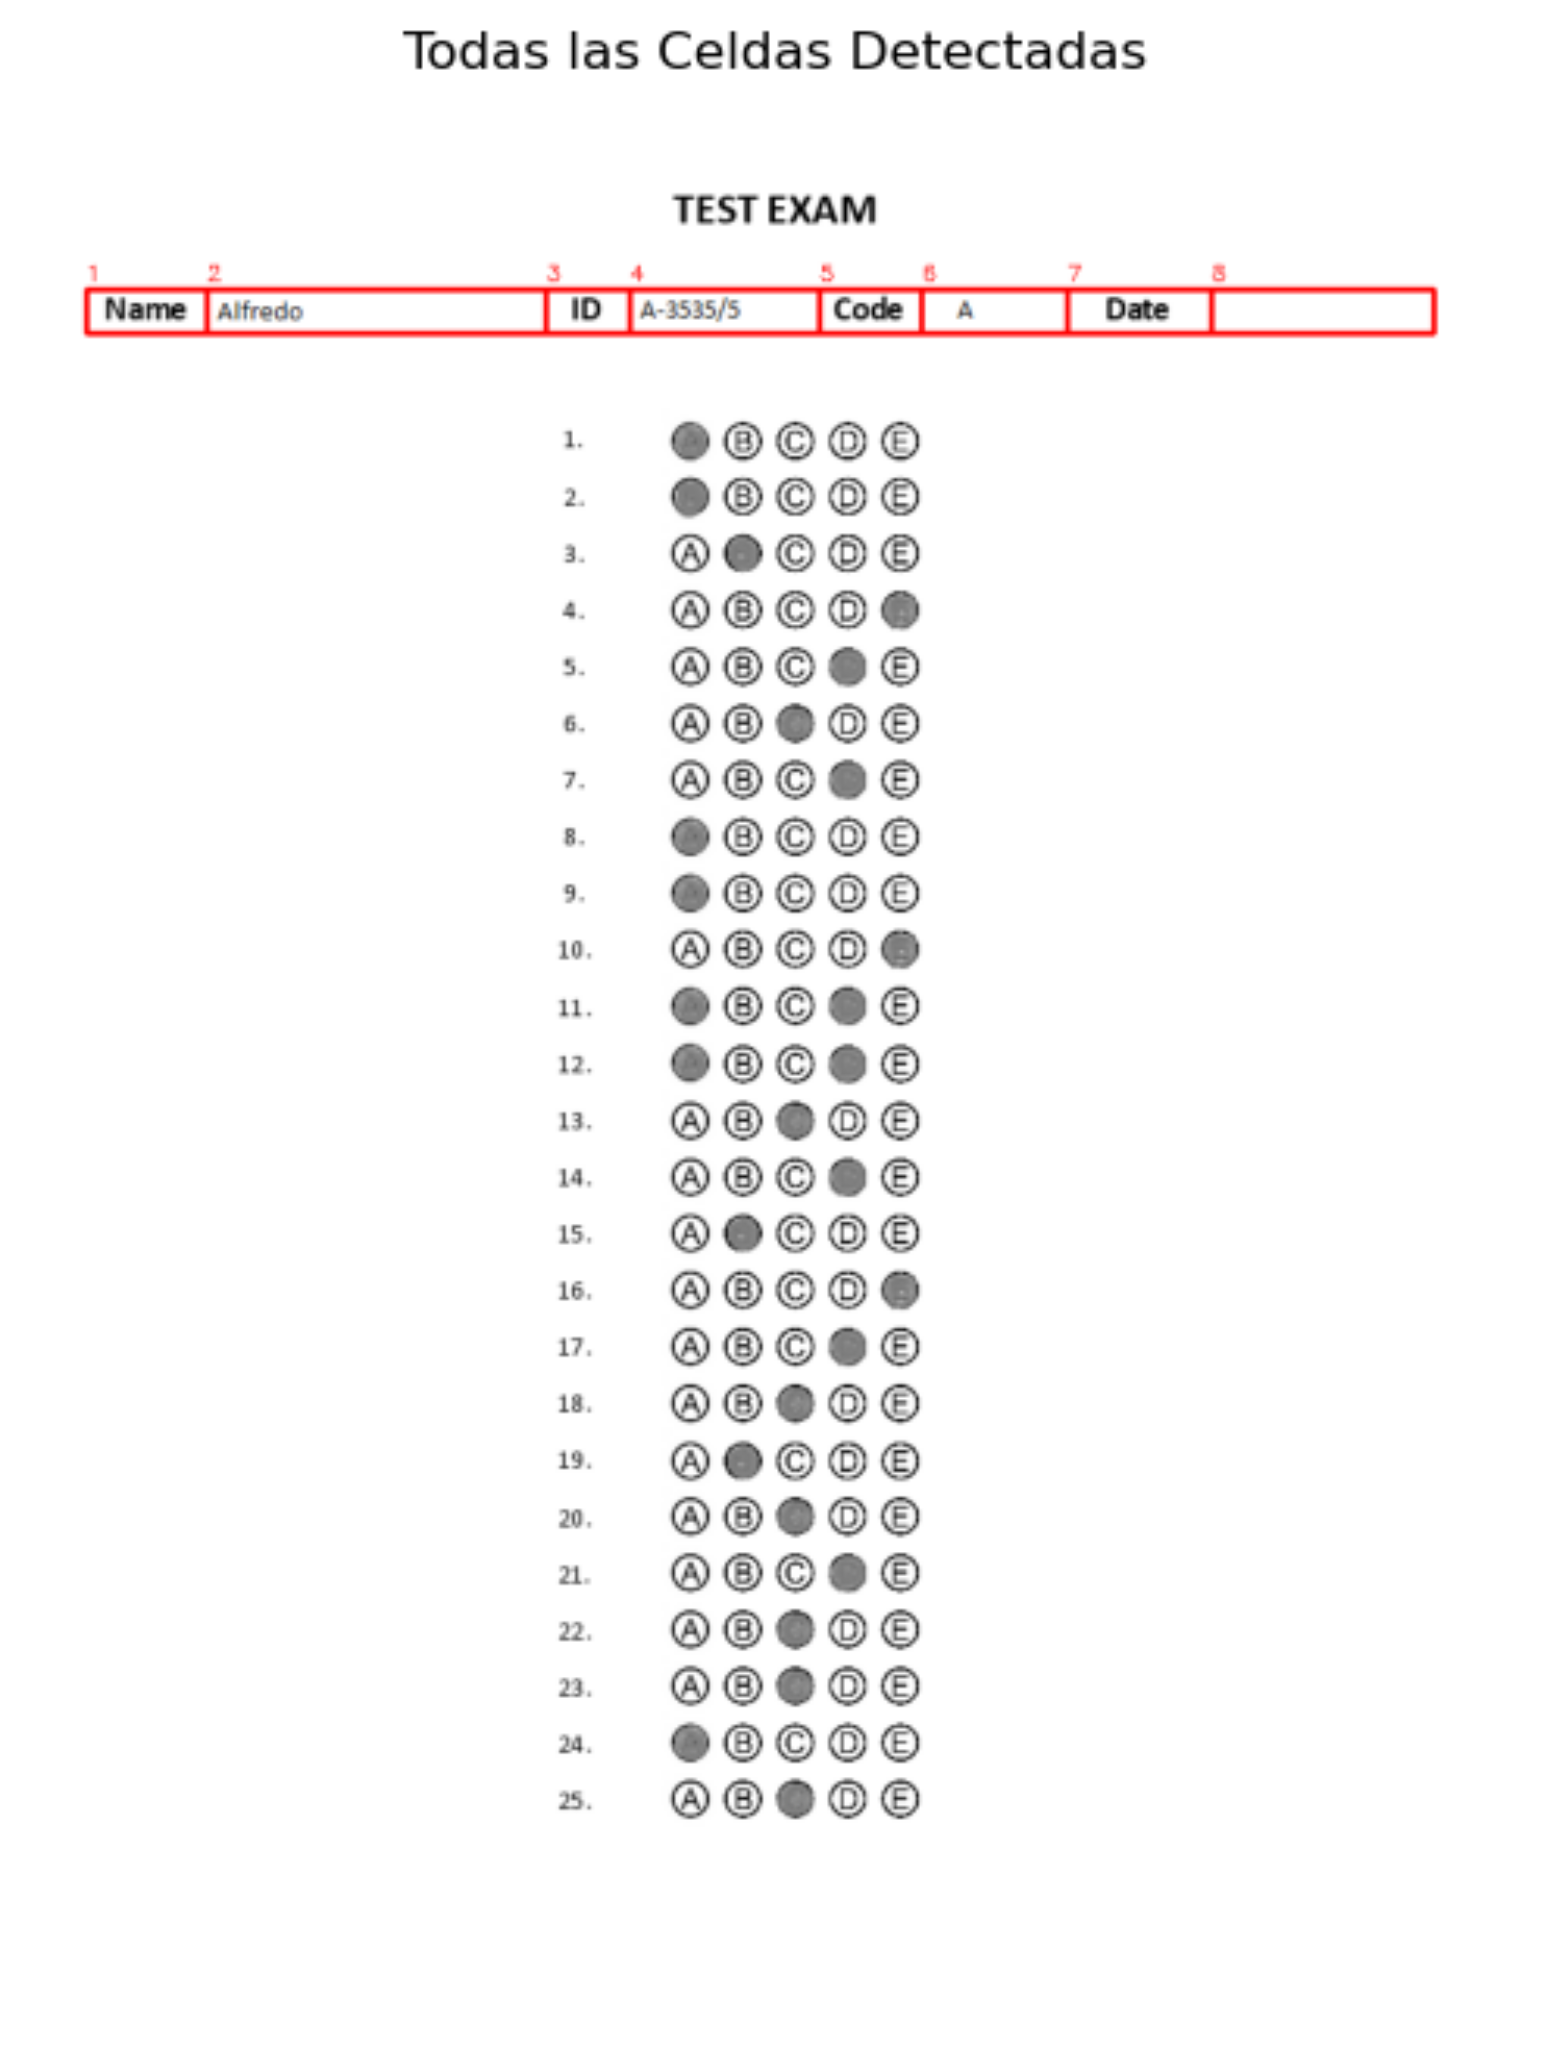 Todas las Celdas Detectadas
TEST EXAM
1 2 3 4 5 6 7 8
Name Alfredo ID A-3535/5 Code A Date
1. B C D E
2. B C D E
3. A C D E
4. A B C D
5. A B C E
6. A B D E
7. A B C E
8. B C D E
9. B C D E
10. A B C D
11. B C E
12. B C E
13. A B D E
14. A B C E
15. A C D E
16. A B C D
17. A B C E
18. A B D E
19. A C D E
20. A B D E
21. A B C E
22. A B D E
23. A B D E
24. B C D E
25. A B D E